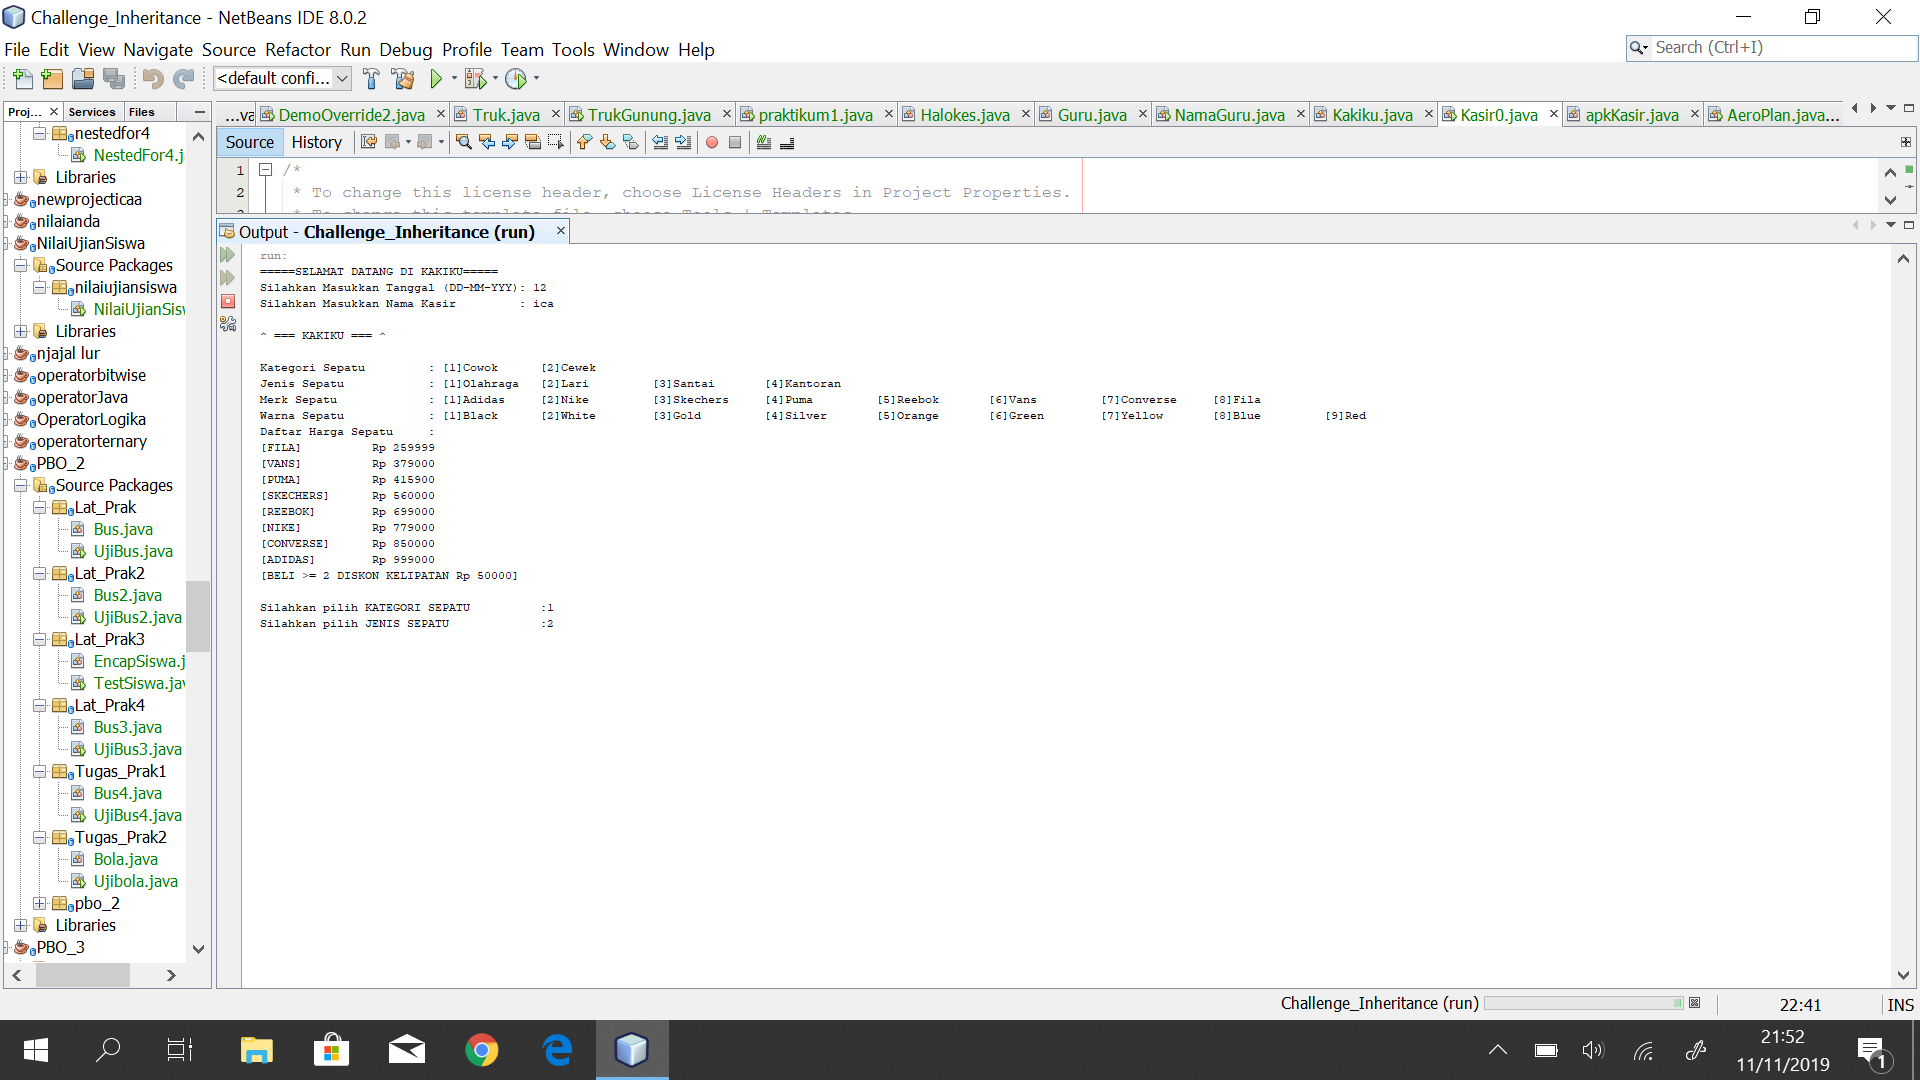 Challenge_Inheritance - NetBeans IDE 8.0.2
File Edit View Navigate Source Refactor Run Debug Profile Team Tools Window Help
Search (Ctrl+I)
<default confi...
Proj... Services Files
...va DemoOverride2.java Truk.java TrukGunung.java praktikum1.java Halokes.java Guru.java NamaGuru.java Kakiku.java Kasir0.java apkKasir.java AeroPlan.java...
Source History
1 /*
2 * To change this license header, choose License Headers in Project Properties.
* To change this template file, choose Tools | Templates
nestedfor4
NestedFor4.j
Libraries
newprojecticaa
nilaianda
NilaiUjianSiswa
Source Packages
nilaiujiansiswa
NilaiUjianSisw
Libraries
njajal lur
operatorbitwise
operatorJava
OperatorLogika
operatorternary
PBO_2
Source Packages
Lat_Prak
Bus.java
UjiBus.java
Lat_Prak2
Bus2.java
UjiBus2.java
Lat_Prak3
EncapSiswa.j
TestSiswa.jav
Lat_Prak4
Bus3.java
UjiBus3.java
Tugas_Prak1
Bus4.java
UjiBus4.java
Tugas_Prak2
Bola.java
Ujibola.java
pbo_2
Libraries
PBO_3
Output - Challenge_Inheritance (run)
run:
=====SELAMAT DATANG DI KAKIKU=====
Silahkan Masukkan Tanggal (DD-MM-YYY): 12
Silahkan Masukkan Nama Kasir : ica
^ === KAKIKU === ^
Kategori Sepatu : [1]Cowok [2]Cewek
Jenis Sepatu : [1]Olahraga [2]Lari [3]Santai [4]Kantoran
Merk Sepatu : [1]Adidas [2]Nike [3]Skechers [4]Puma [5]Reebok [6]Vans [7]Converse [8]Fila
Warna Sepatu : [1]Black [2]White [3]Gold [4]Silver [5]Orange [6]Green [7]Yellow [8]Blue [9]Red
Daftar Harga Sepatu :
[FILA] Rp 259999
[VANS] Rp 379000
[PUMA] Rp 415900
[SKECHERS] Rp 560000
[REEBOK] Rp 699000
[NIKE] Rp 779000
[CONVERSE] Rp 850000
[ADIDAS] Rp 999000
[BELI >= 2 DISKON KELIPATAN Rp 50000]
Silahkan pilih KATEGORI SEPATU :1
Silahkan pilih JENIS SEPATU :2
Challenge_Inheritance (run)
22:41
INS
21:52
11/11/2019
1